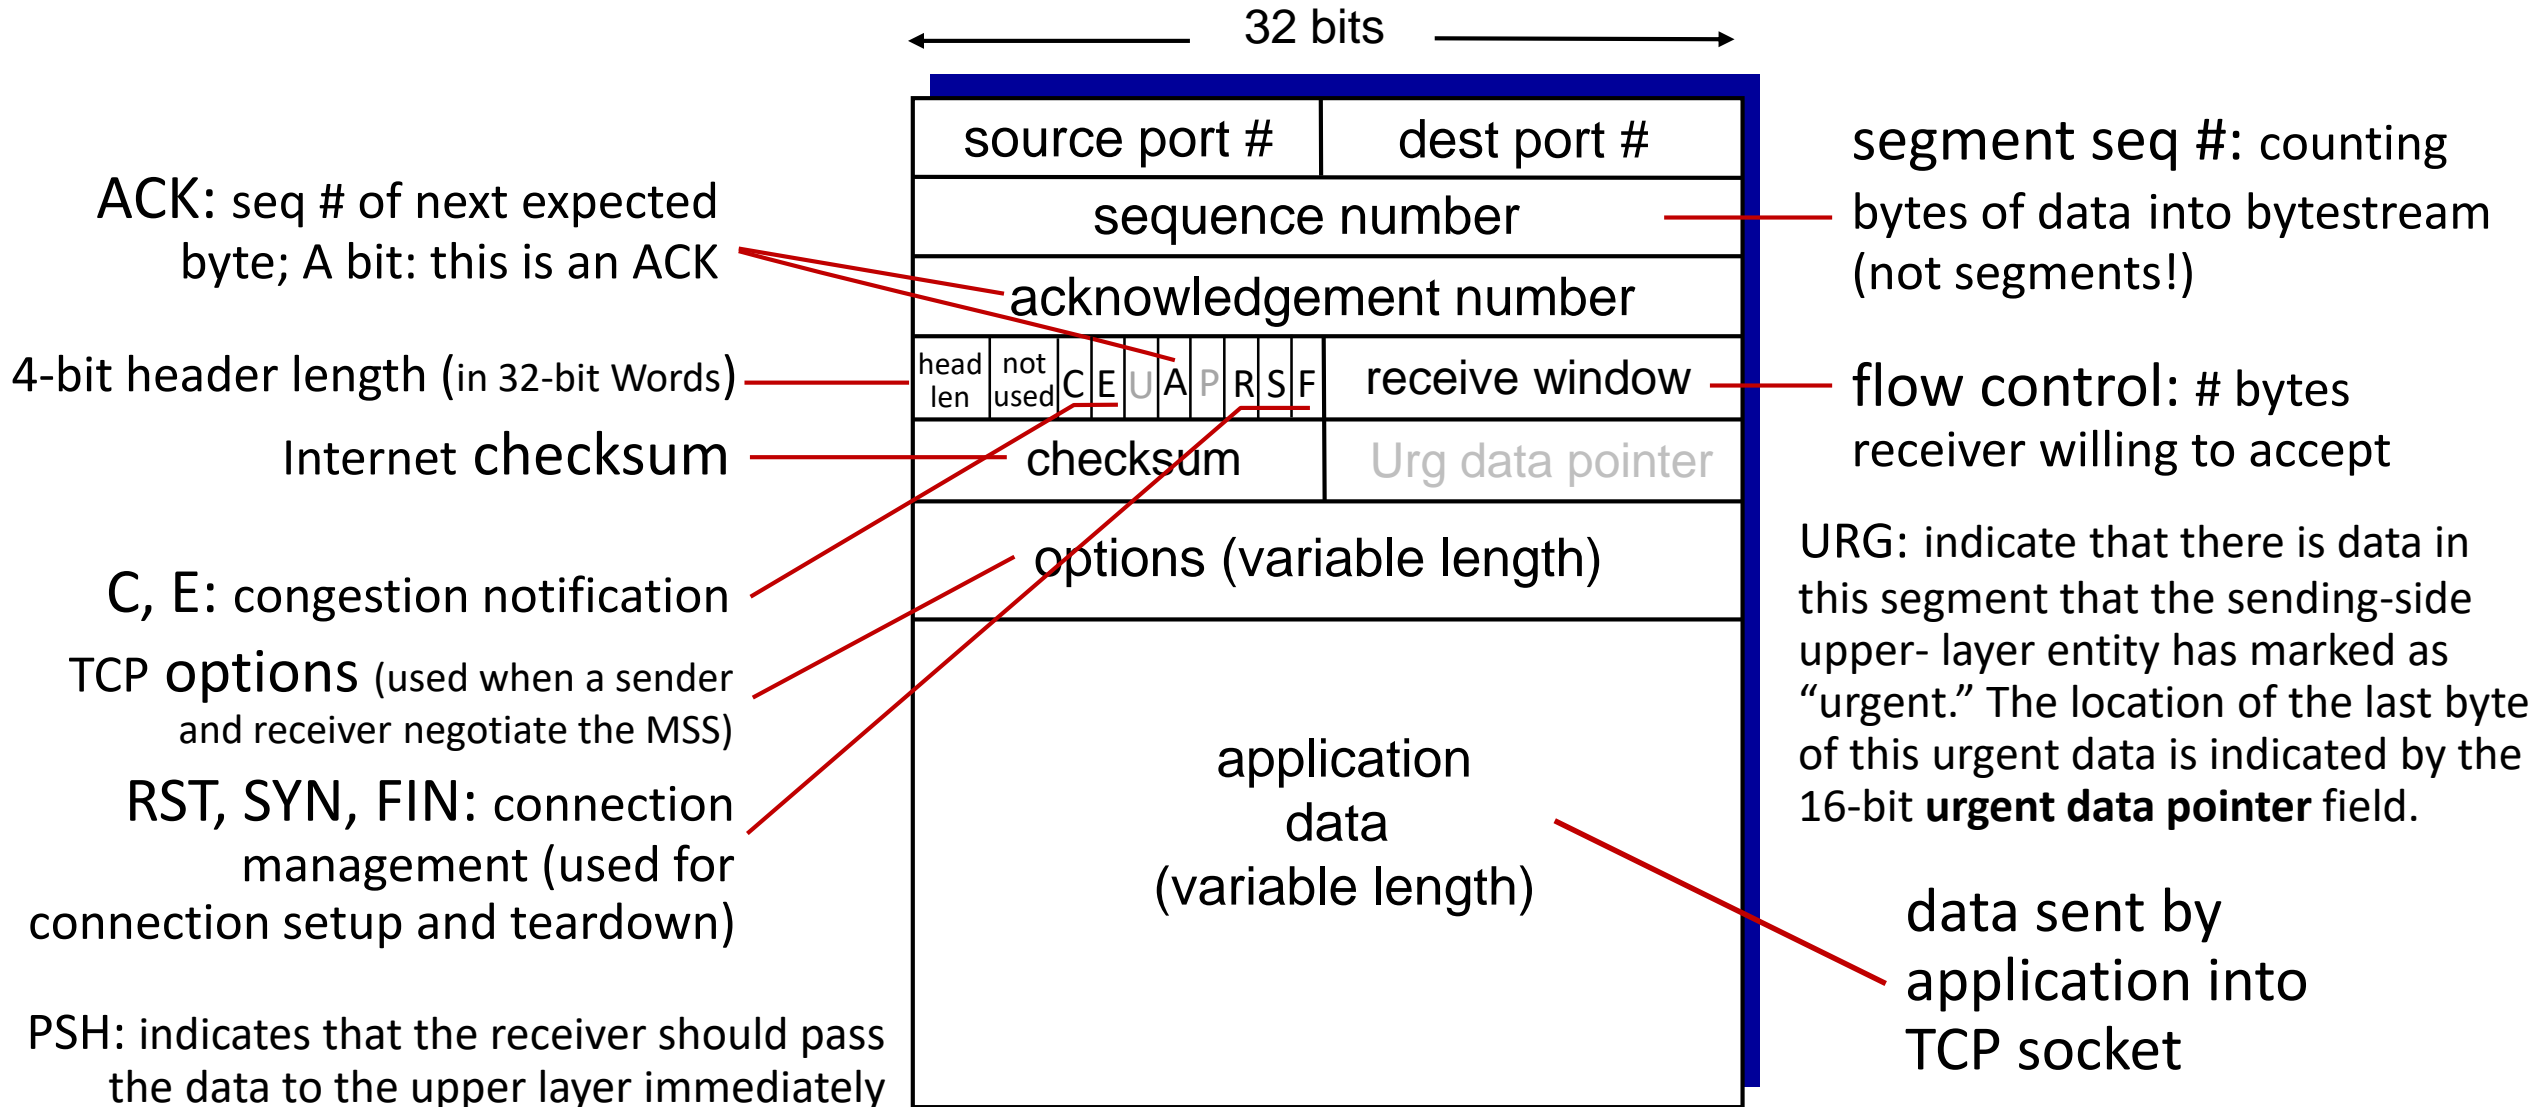 32 bits
source port # dest port #
sequence number
acknowledgement number
head len not used C E U A P R S F receive window
checksum Urg data pointer
options (variable length)
application
data
(variable length)
ACK: seq # of next expected
byte; A bit: this is an ACK
4-bit header length (in 32-bit Words)
Internet checksum
C, E: congestion notification
TCP options (used when a sender
and receiver negotiate the MSS)
RST, SYN, FIN: connection
management (used for
connection setup and teardown)
PSH: indicates that the receiver should pass
the data to the upper layer immediately
segment seq #: counting
bytes of data into bytestream
(not segments!)
flow control: # bytes
receiver willing to accept
URG: indicate that there is data in
this segment that the sending-side
upper- layer entity has marked as
“urgent.” The location of the last byte
of this urgent data is indicated by the
16-bit urgent data pointer field.
data sent by
application into
TCP socket